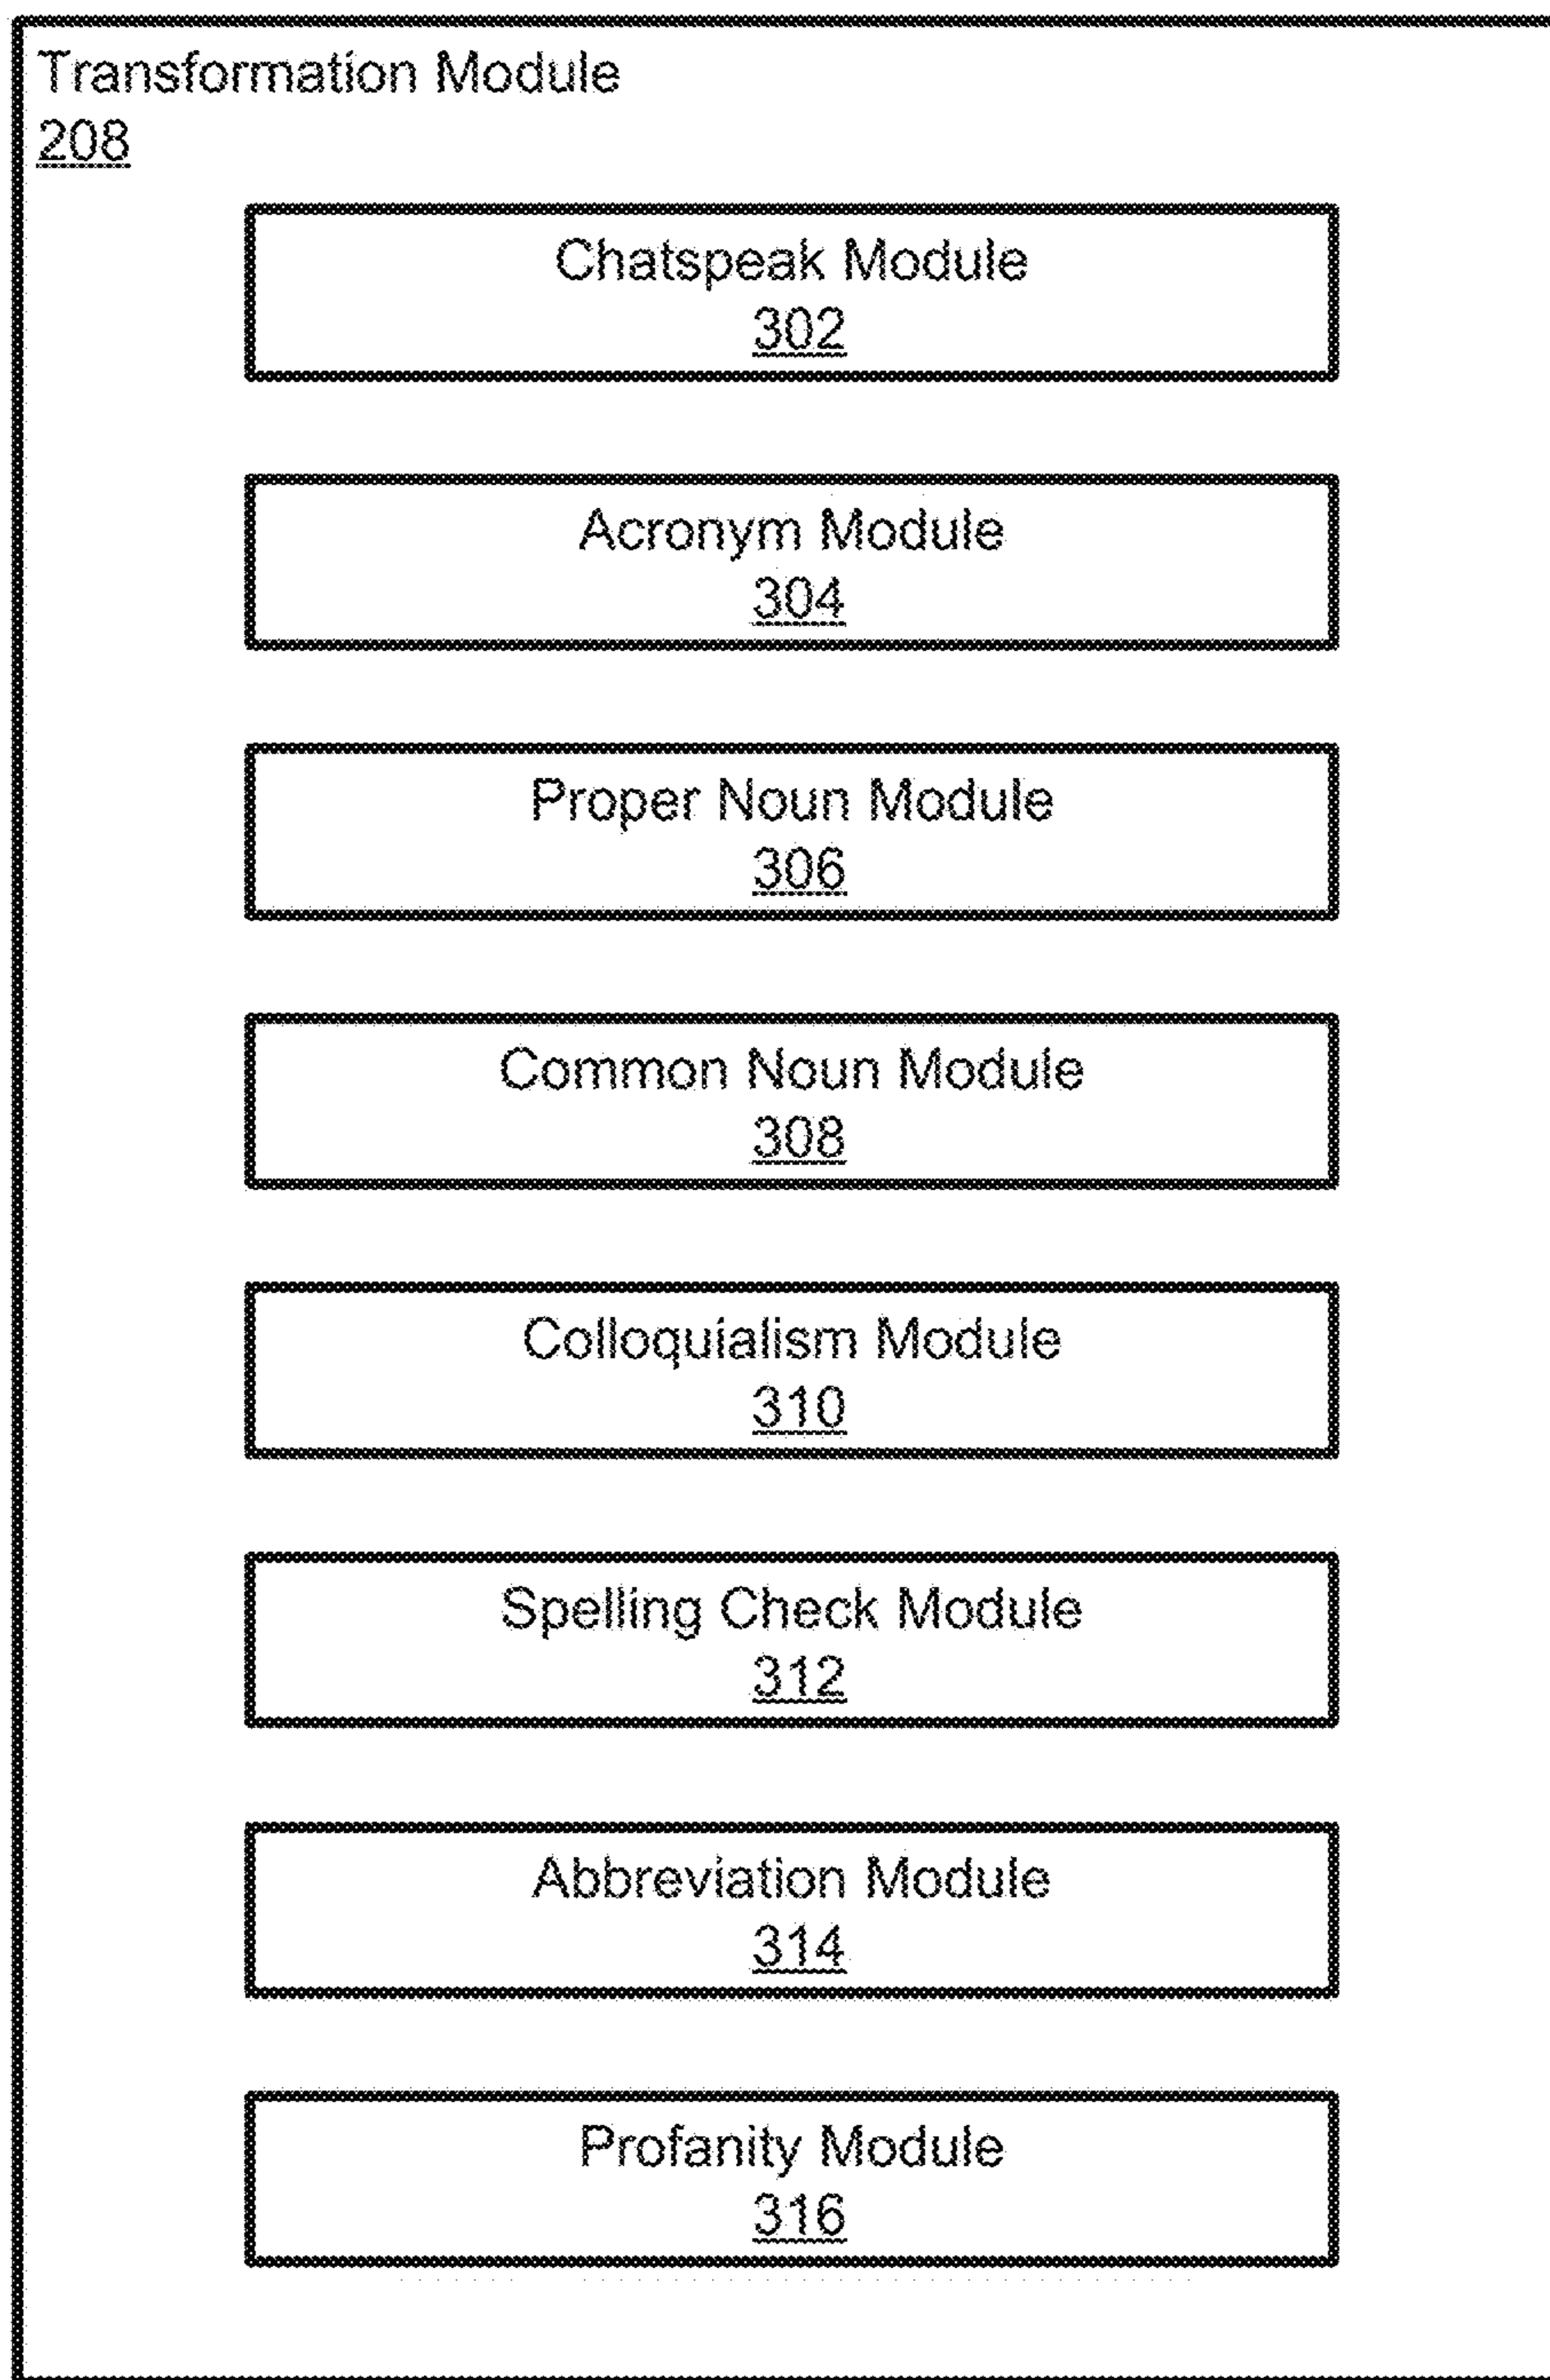 Transformation Module
208
Chatspeak Module
302
Acronym Module
304
Proper Noun Module
306
Common Noun Module
308
Colloquialism Module
310
Spelling Check Module
312
Abbreviation Module
314
Profanity Module
316